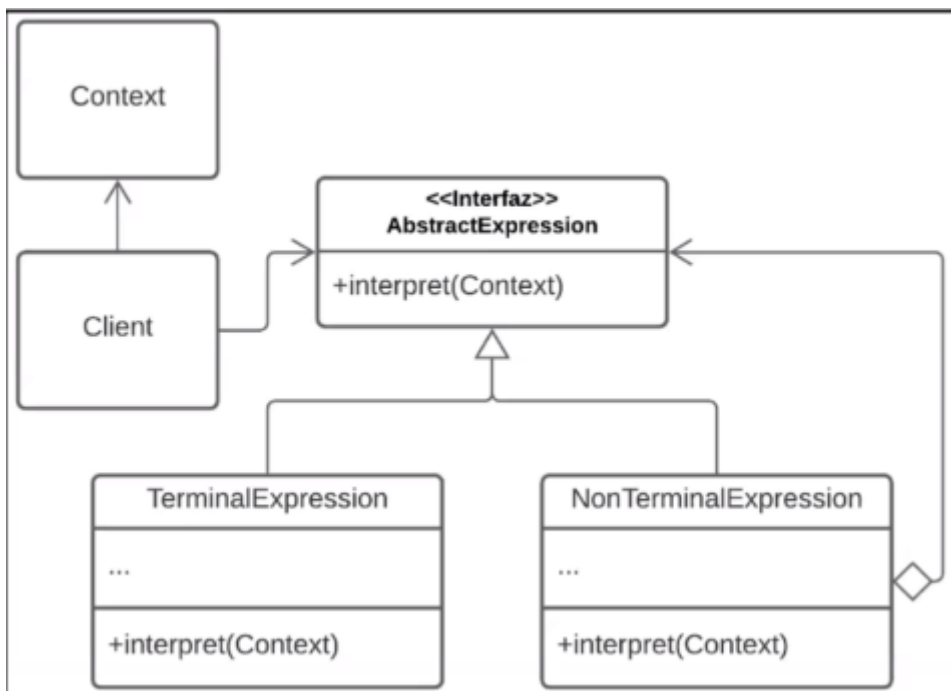 Context
<<Interfaz>>
AbstractExpression
+interpret(Context)
Client
TerminalExpression
...
+interpret(Context)
NonTerminalExpression
...
+interpret(Context)